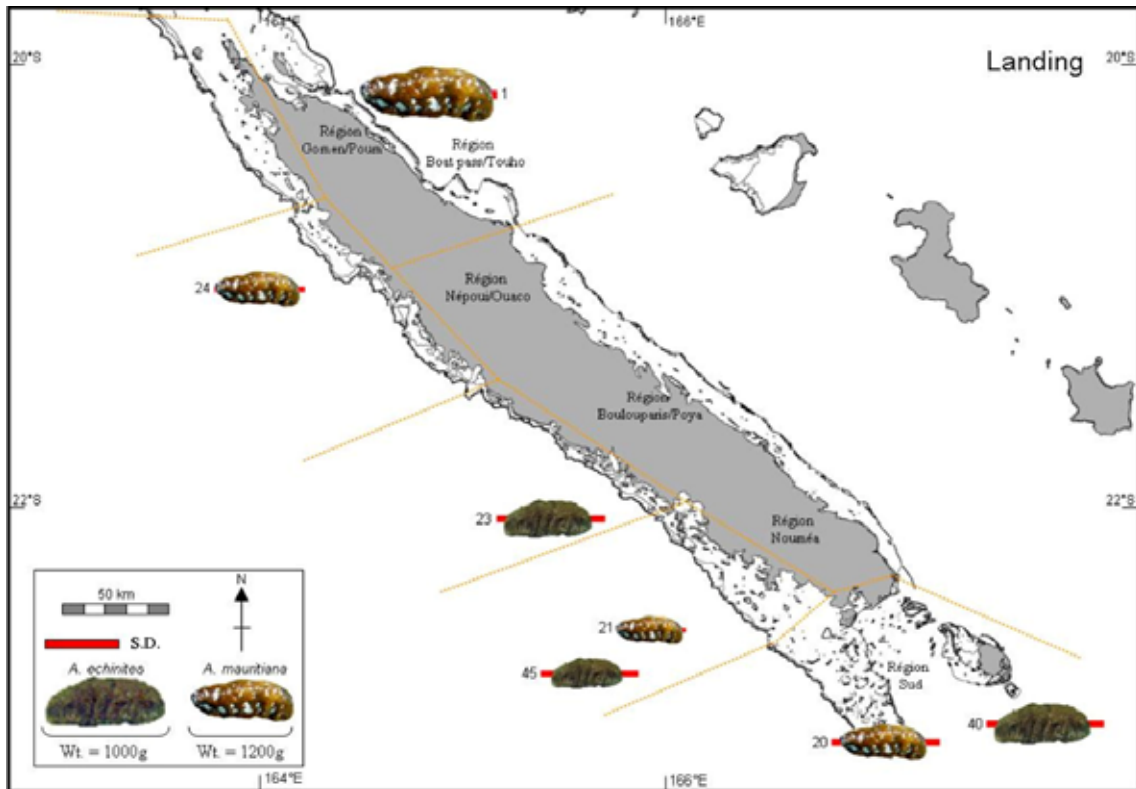 164°E
166°E
20°S
20°S
Landing
1
Région
Gomen/Poum
Région
Boat pass/Touho
24
Région
Népoui/Ouaco
Région
Boulouparis/Poya
22°S
22°S
23
Région
Nouméa
50 km
N
S.D.
21
A. echinites
A. mauritiana
45
Région
Sud
40
20
Wt. = 1000g
Wt. = 1200g
164°E
166°E